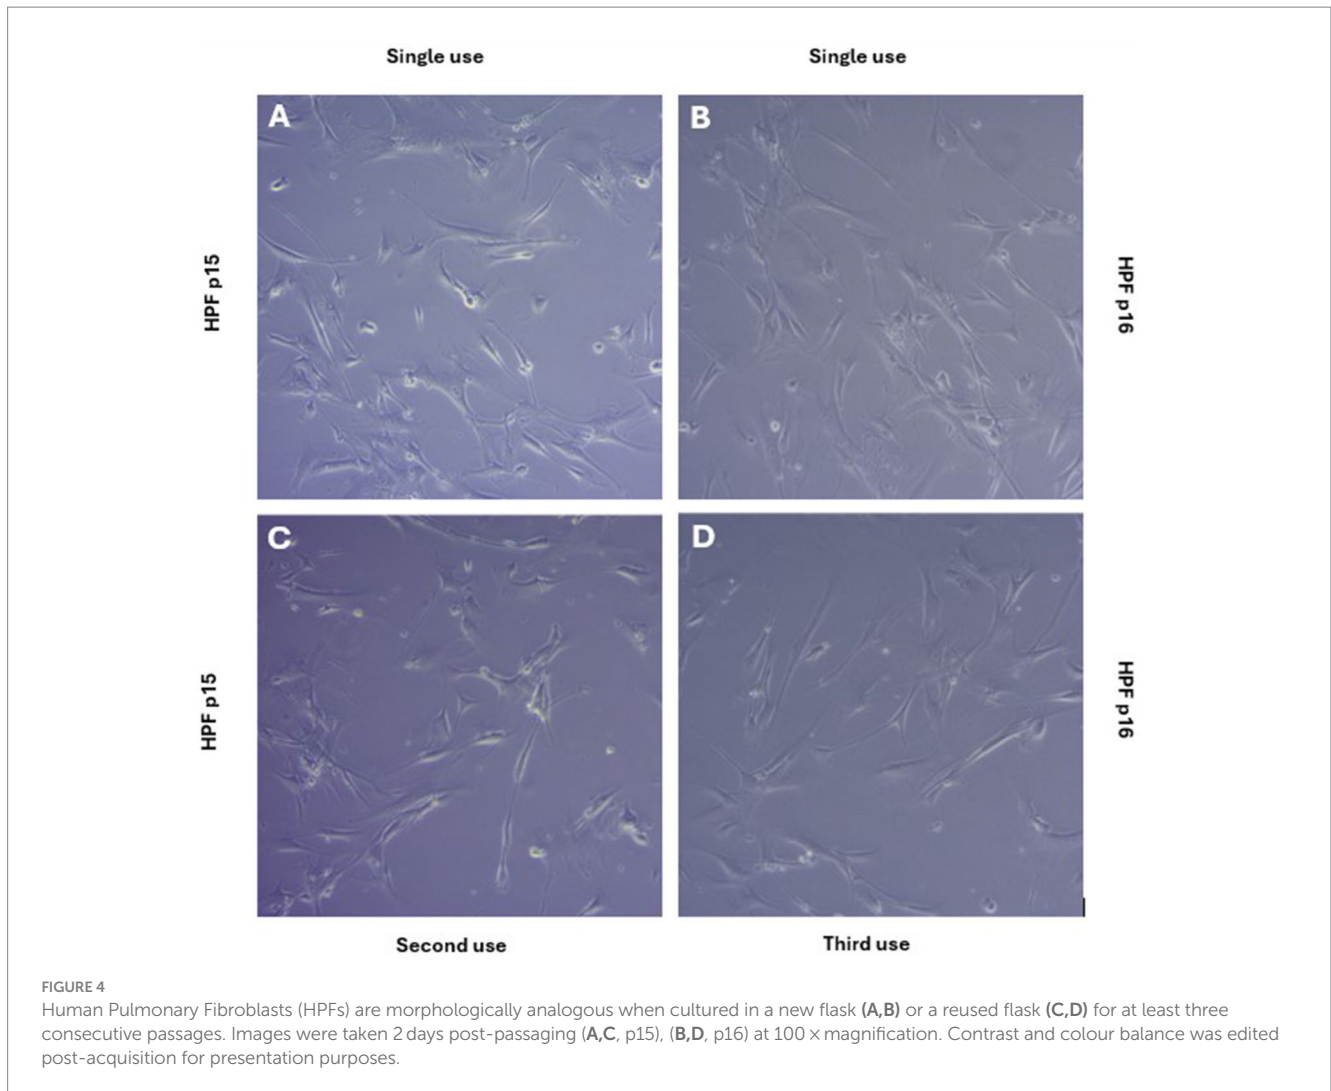 Single use
Single use
A
B
HPF p15
HPF p16
C
D
HPF p15
HPF p16
Second use
Third use
FIGURE 4
Human Pulmonary Fibroblasts (HPFs) are morphologically analogous when cultured in a new flask (A,B) or a reused flask (C,D) for at least three
consecutive passages. Images were taken 2 days post-passaging (A,C, p15), (B,D, p16) at 100 × magnification. Contrast and colour balance was edited
post-acquisition for presentation purposes.